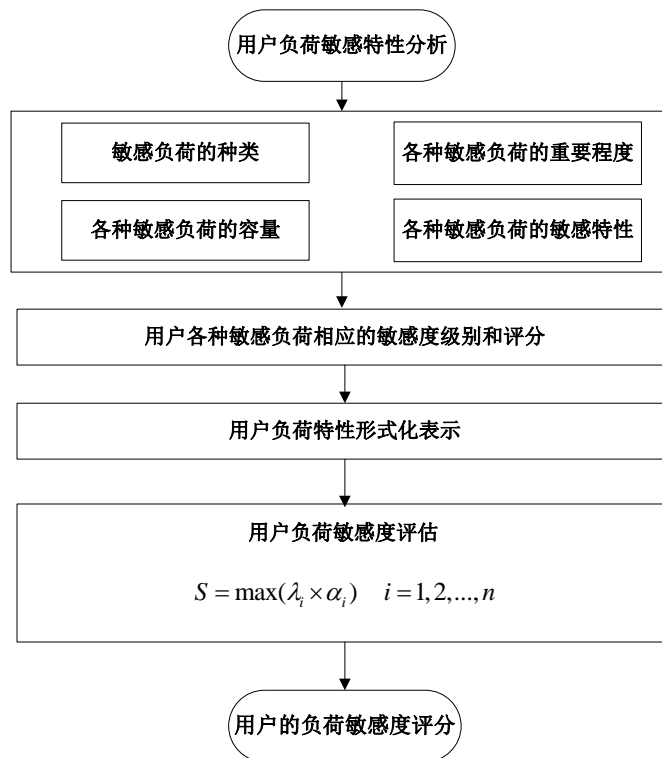 用户负荷敏感特性分析
敏感负荷的种类
各种敏感负荷的重要程度
各种敏感负荷的容量
各种敏感负荷的敏感特性
用户各种敏感负荷相应的敏感度级别和评分
用户负荷特性形式化表示
用户负荷敏感度评估
S = max(λ_i × α_i)   i = 1, 2, ..., n
用户的负荷敏感度评分